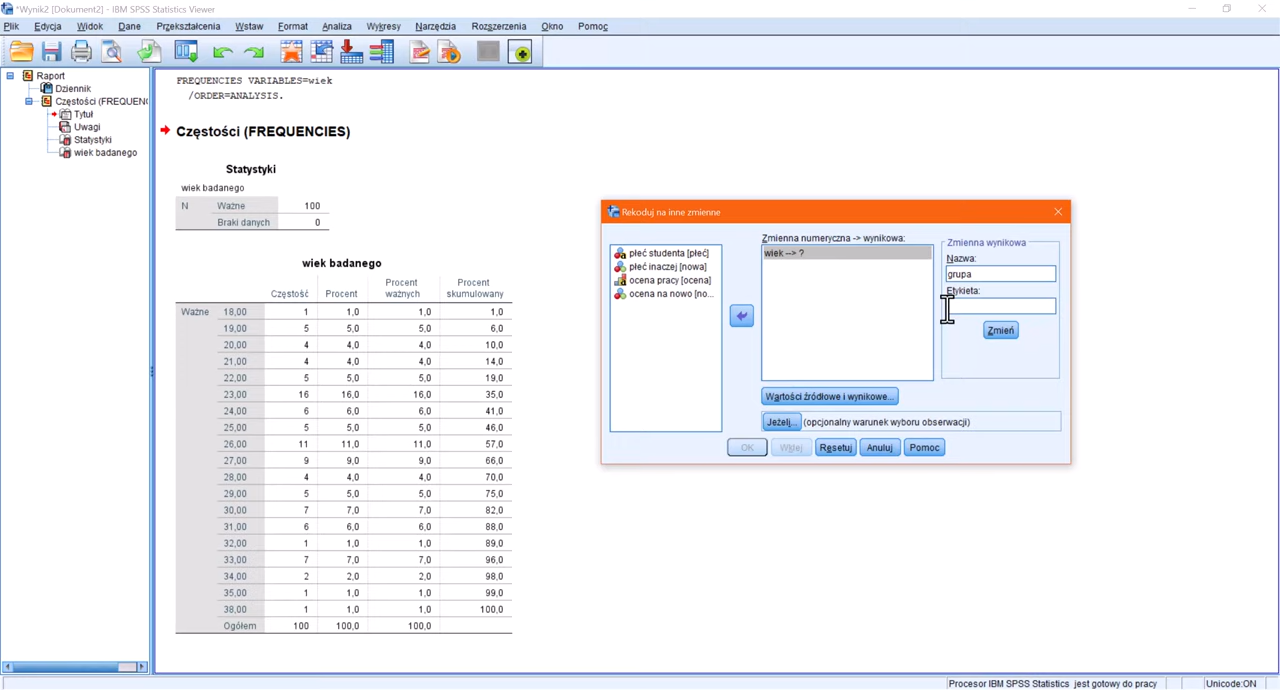 *Wynik2 [Dokument2] - IBM SPSS Statistics Viewer
Plik Edycja Widok Dane Przekształcenia Wstaw Format Analiza Wykresy Narzędzia Rozszerzenia Okno Pomoc
Raport
Dziennik
Częstości (FREQUEN
Tytuł
Uwagi
Statystyki
wiek badanego
FREQUENCIES VARIABLES=wiek
/ORDER=ANALYSIS.
Częstości (FREQUENCIES)
Statystyki
wiek badanego
N Ważne 100
Braki danych 0
wiek badanego
Częstość Procent Procent ważnych Procent skumulowany
Ważne 18,00 1 1,0 1,0 1,0
19,00 5 5,0 5,0 6,0
20,00 4 4,0 4,0 10,0
21,00 4 4,0 4,0 14,0
22,00 5 5,0 5,0 19,0
23,00 16 16,0 16,0 35,0
24,00 6 6,0 6,0 41,0
25,00 5 5,0 5,0 46,0
26,00 11 11,0 11,0 57,0
27,00 9 9,0 9,0 66,0
28,00 4 4,0 4,0 70,0
29,00 5 5,0 5,0 75,0
30,00 7 7,0 7,0 82,0
31,00 6 6,0 6,0 88,0
32,00 1 1,0 1,0 89,0
33,00 7 7,0 7,0 96,0
34,00 2 2,0 2,0 98,0
35,00 1 1,0 1,0 99,0
38,00 1 1,0 1,0 100,0
Ogółem 100 100,0 100,0
Rekoduj na inne zmienne
płeć studenta [płeć]
płeć inaczej [nowa]
ocena pracy [ocena]
ocena na nowo [no...
Zmienna numeryczna -> wynikowa:
wiek --> ?
Zmienna wynikowa
Nazwa:
grupa
Etykieta:
Zmień
Wartości źródłowe i wynikowe...
Jeżeli... (opcjonalny warunek wyboru obserwacji)
OK Wklej Resetuj Anuluj Pomoc
Procesor IBM SPSS Statistics jest gotowy do pracy Unicode:ON